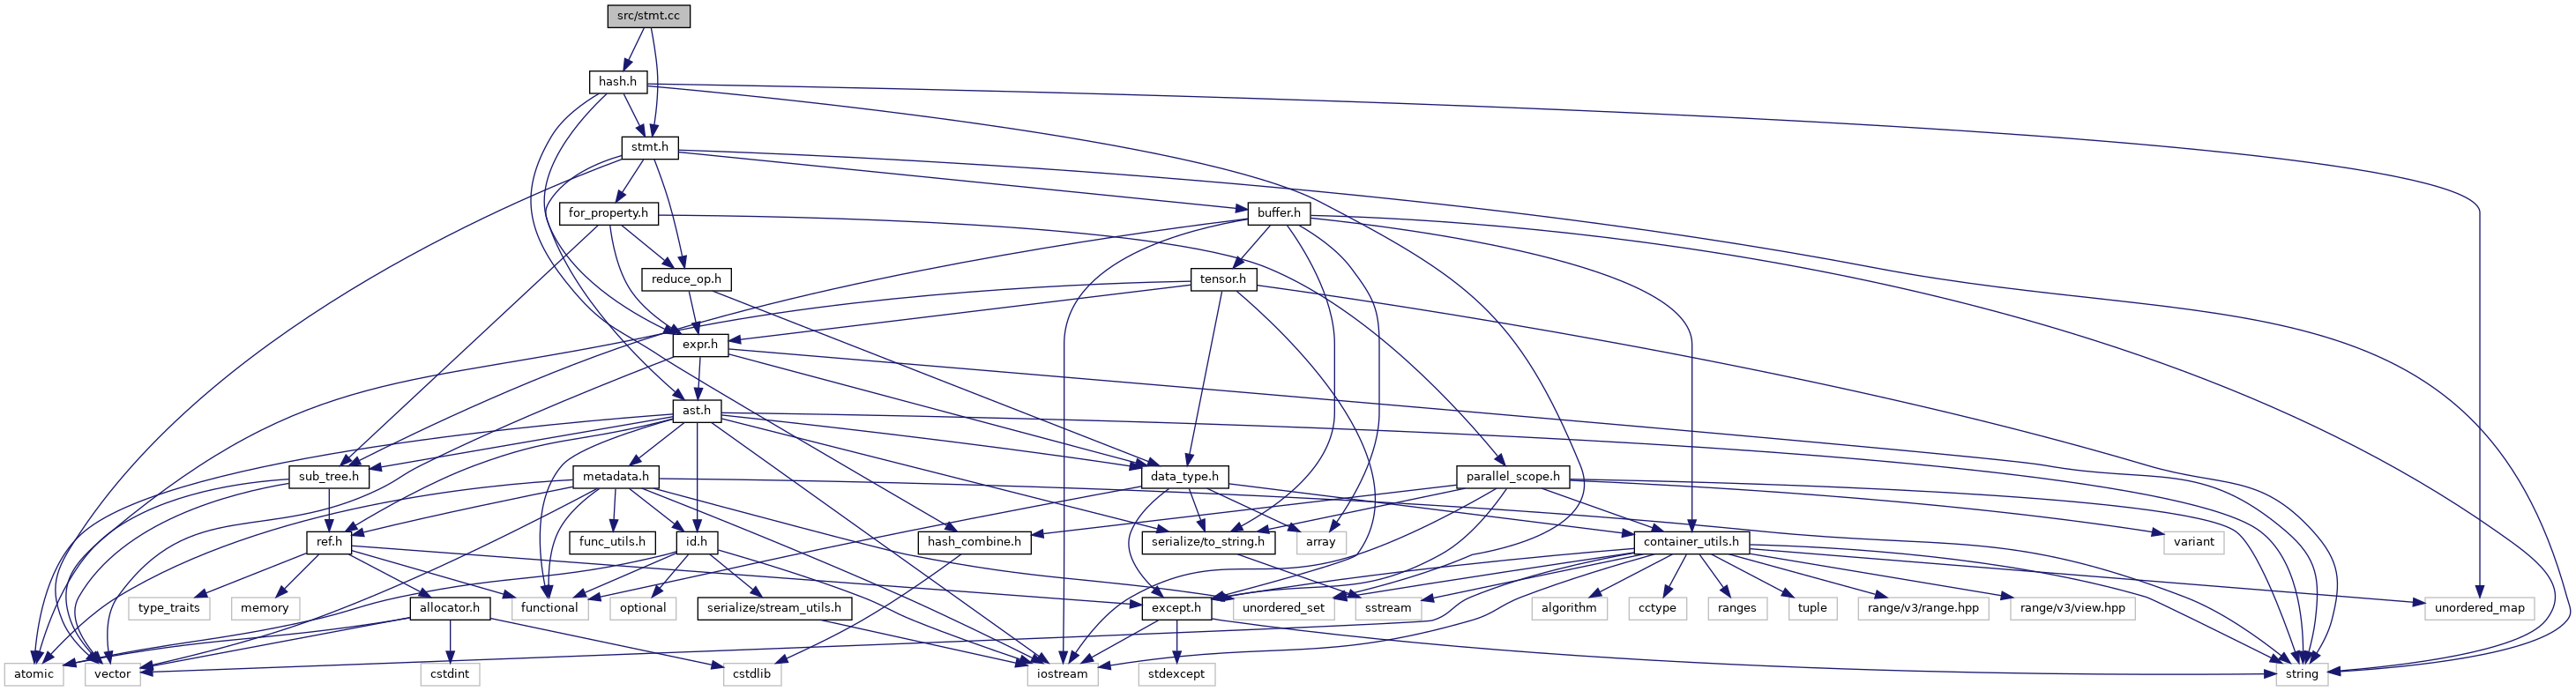 src/stmt.cc
hash.h
stmt.h
for_property.h
buffer.h
reduce_op.h
tensor.h
expr.h
ast.h
sub_tree.h
metadata.h
data_type.h
parallel_scope.h
ref.h
func_utils.h
id.h
hash_combine.h
serialize/to_string.h
array
container_utils.h
variant
type_traits
memory
allocator.h
functional
optional
serialize/stream_utils.h
except.h
unordered_set
sstream
algorithm
cctype
ranges
tuple
range/v3/range.hpp
range/v3/view.hpp
unordered_map
atomic
vector
cstdint
cstdlib
iostream
stdexcept
string